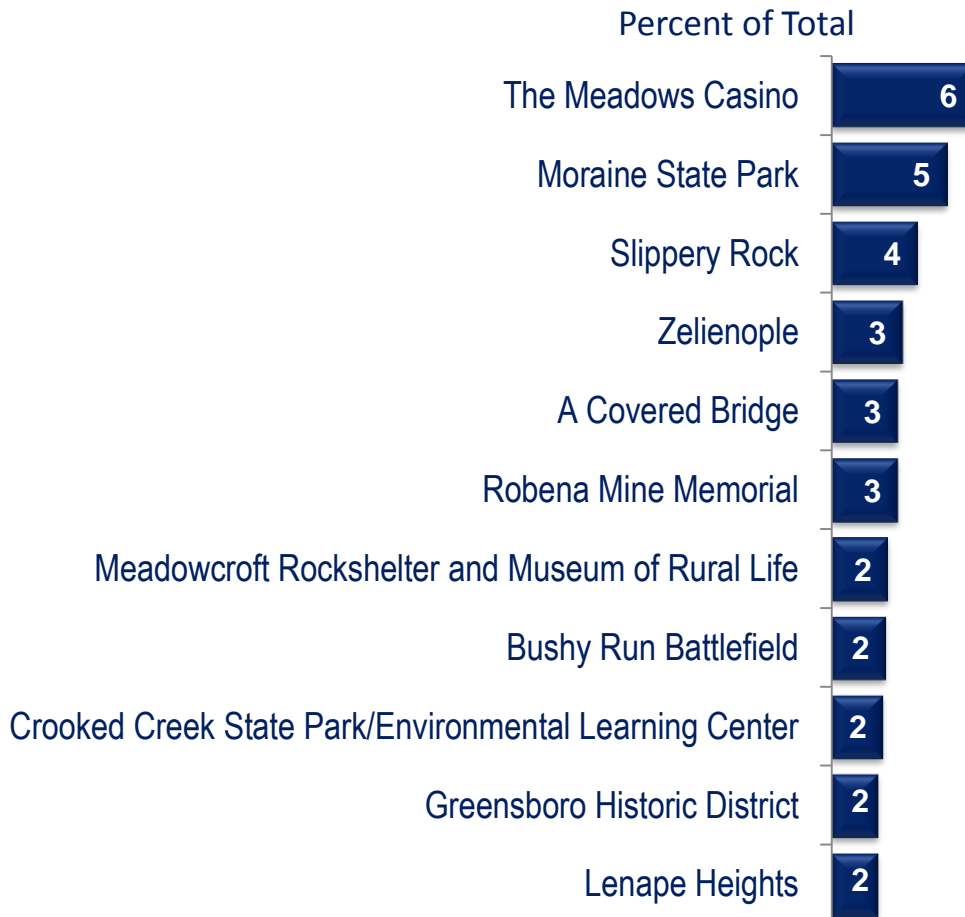 Percent of Total
The Meadows Casino 6
Moraine State Park 5
Slippery Rock 4
Zelienople 3
A Covered Bridge 3
Robena Mine Memorial 3
Meadowcroft Rockshelter and Museum of Rural Life 2
Bushy Run Battlefield 2
Crooked Creek State Park/Environmental Learning Center 2
Greensboro Historic District 2
Lenape Heights 2